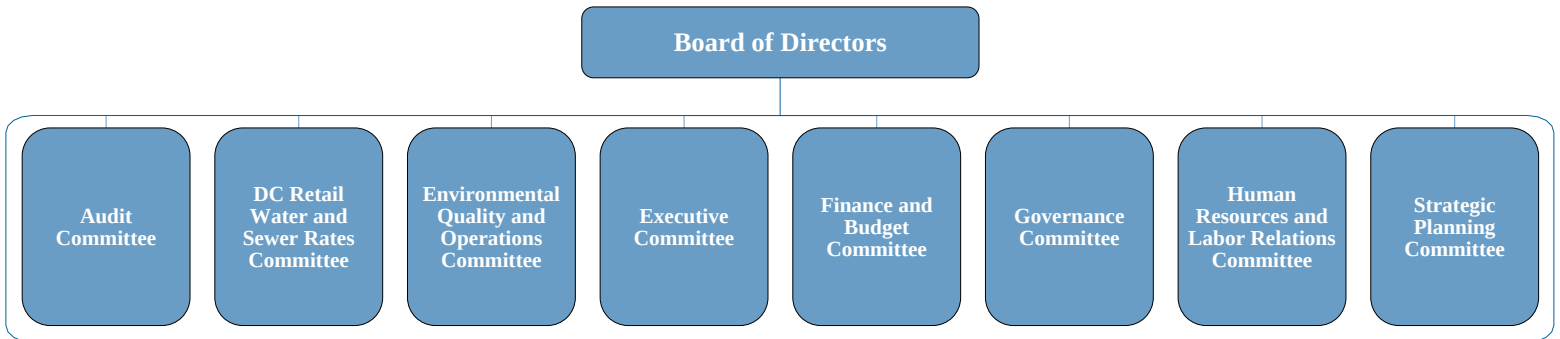 Board of Directors
Audit
Committee
DC Retail
Water and
Sewer Rates
Committee
Environmental
Quality and
Operations
Committee
Executive
Committee
Finance and
Budget
Committee
Governance
Committee
Human
Resources and
Labor Relations
Committee
Strategic
Planning
Committee